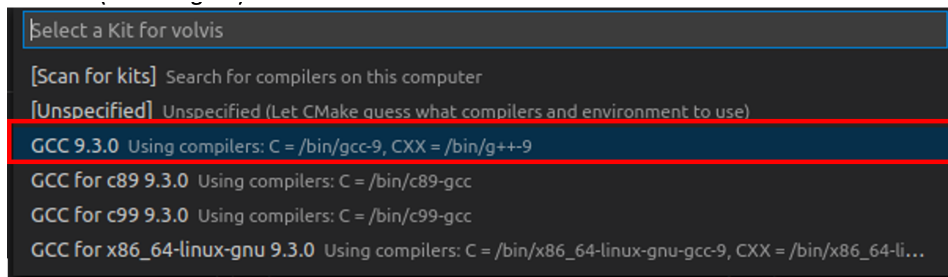 Select a Kit for volvis
[Scan for kits] Search for compilers on this computer
[Unspecified] Unspecified (Let CMake guess what compilers and environment to use)
GCC 9.3.0 Using compilers: C = /bin/gcc-9, CXX = /bin/g++-9
GCC for c89 9.3.0 Using compilers: C = /bin/c89-gcc
GCC for c99 9.3.0 Using compilers: C = /bin/c99-gcc
GCC for x86_64-linux-gnu 9.3.0 Using compilers: C = /bin/x86_64-linux-gnu-gcc-9, CXX = /bin/x86_64-li...